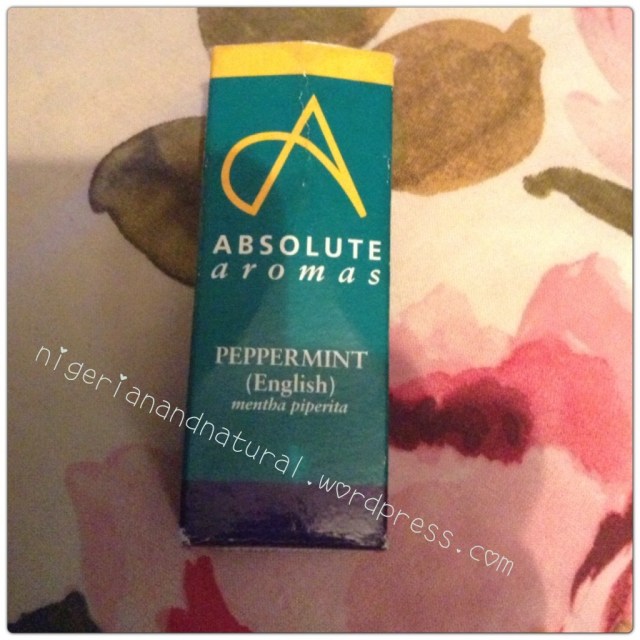 ABSOLUTE
aromas
PEPPERMINT
(English)
mentha piperita
nigerianandnatural.wordpress.com